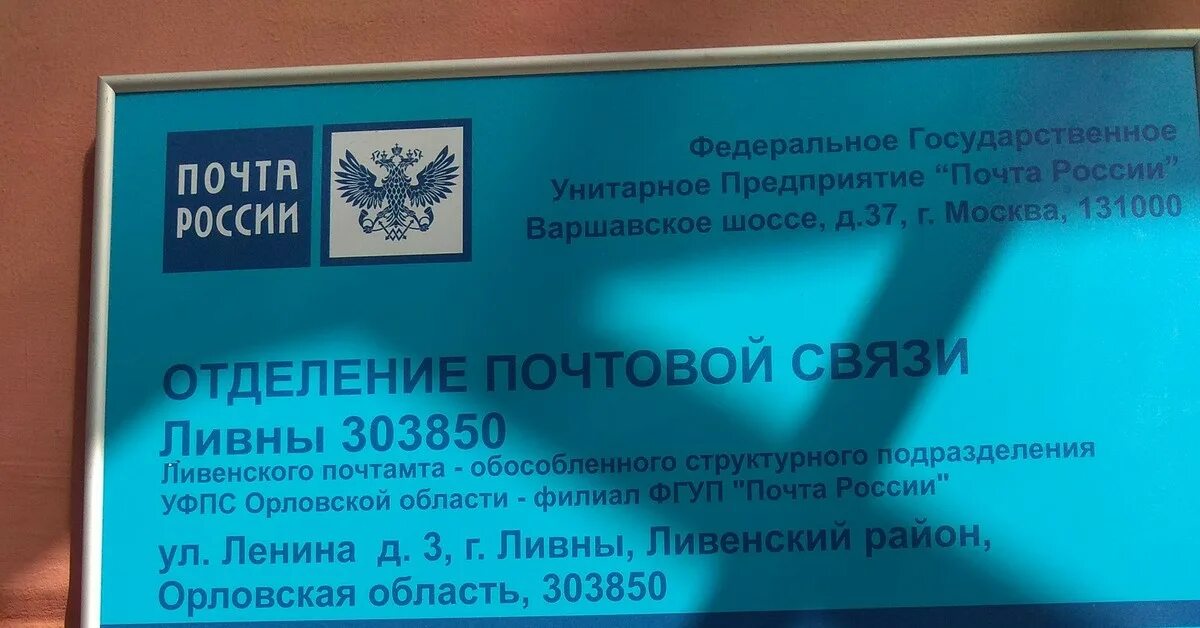 ПОЧТА
РОССИИ
Федеральное Государственное
Унитарное Предприятие “Почта России”
Варшавское шоссе, д.37, г. Москва, 131000
ОТДЕЛЕНИЕ ПОЧТОВОЙ СВЯЗИ
Ливны 303850
Ливенского почтамта - обособленного структурного подразделения
УФПС Орловской области - филиал ФГУП "Почта России"
ул. Ленина д. 3, г. Ливны, Ливенский район,
Орловская область, 303850